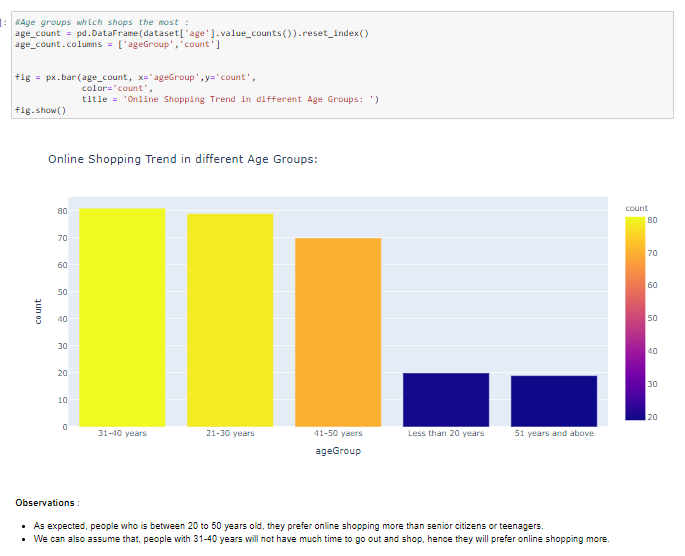 ]: #Age groups which shops the most :
age_count = pd.DataFrame(dataset['age'].value_counts()).reset_index()
age_count.columns = ['ageGroup','count']
fig = px.bar(age_count, x='ageGroup',y='count',
color='count',
title = 'Online Shopping Trend in different Age Groups: ')
fig.show()
Online Shopping Trend in different Age Groups:
count
80
70
60
50
40
30
20
10
0
31-40 years
21-30 years
41-50 yaers
Less than 20 years
51 years and above
ageGroup
count
80
70
60
50
40
30
20
Observations :
• As expected, people who is between 20 to 50 years old, they prefer online shopping more than senior citizens or teenagers.
• We can also assume that, people with 31-40 years will not have much time to go out and shop, hence they will prefer online shopping more.